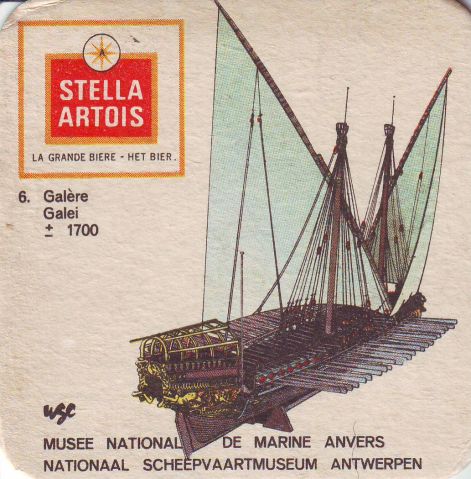 STELLA
ARTOIS
LA GRANDE BIERE - HET BIER.
6. Galère
Galei
± 1700
wsc
MUSEE NATIONAL DE MARINE ANVERS
NATIONAAL SCHEEPVAARTMUSEUM ANTWERPEN